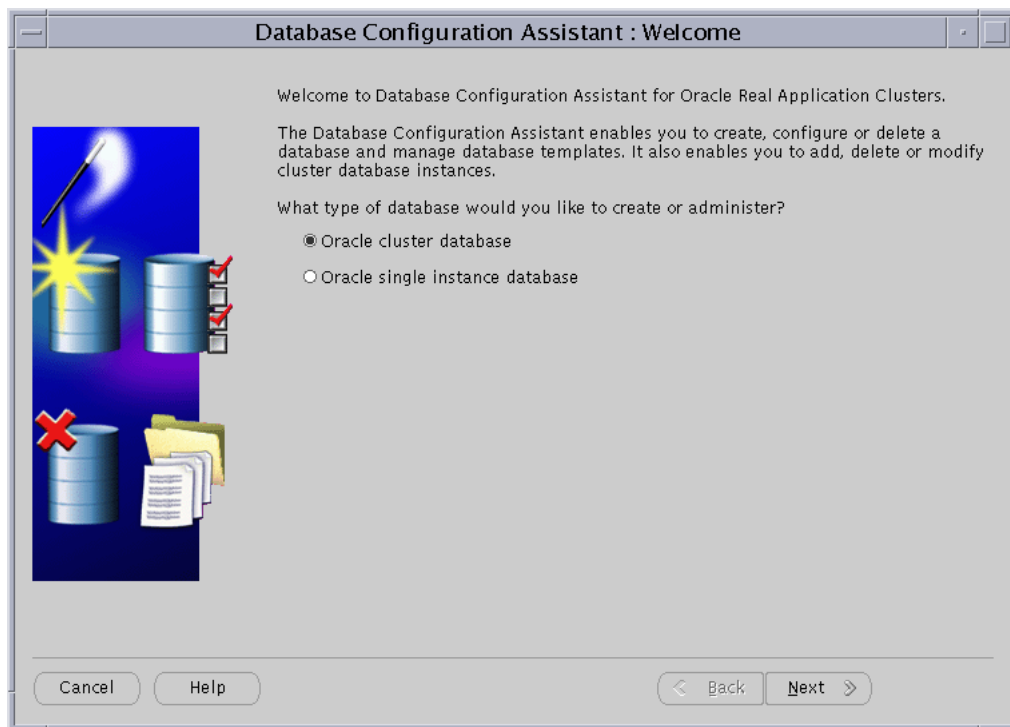 Database Configuration Assistant : Welcome
Welcome to Database Configuration Assistant for Oracle Real Application Clusters.
The Database Configuration Assistant enables you to create, configure or delete a
database and manage database templates. It also enables you to add, delete or modify
cluster database instances.
What type of database would you like to create or administer?
Oracle cluster database
Oracle single instance database
Cancel
Help
Back
Next